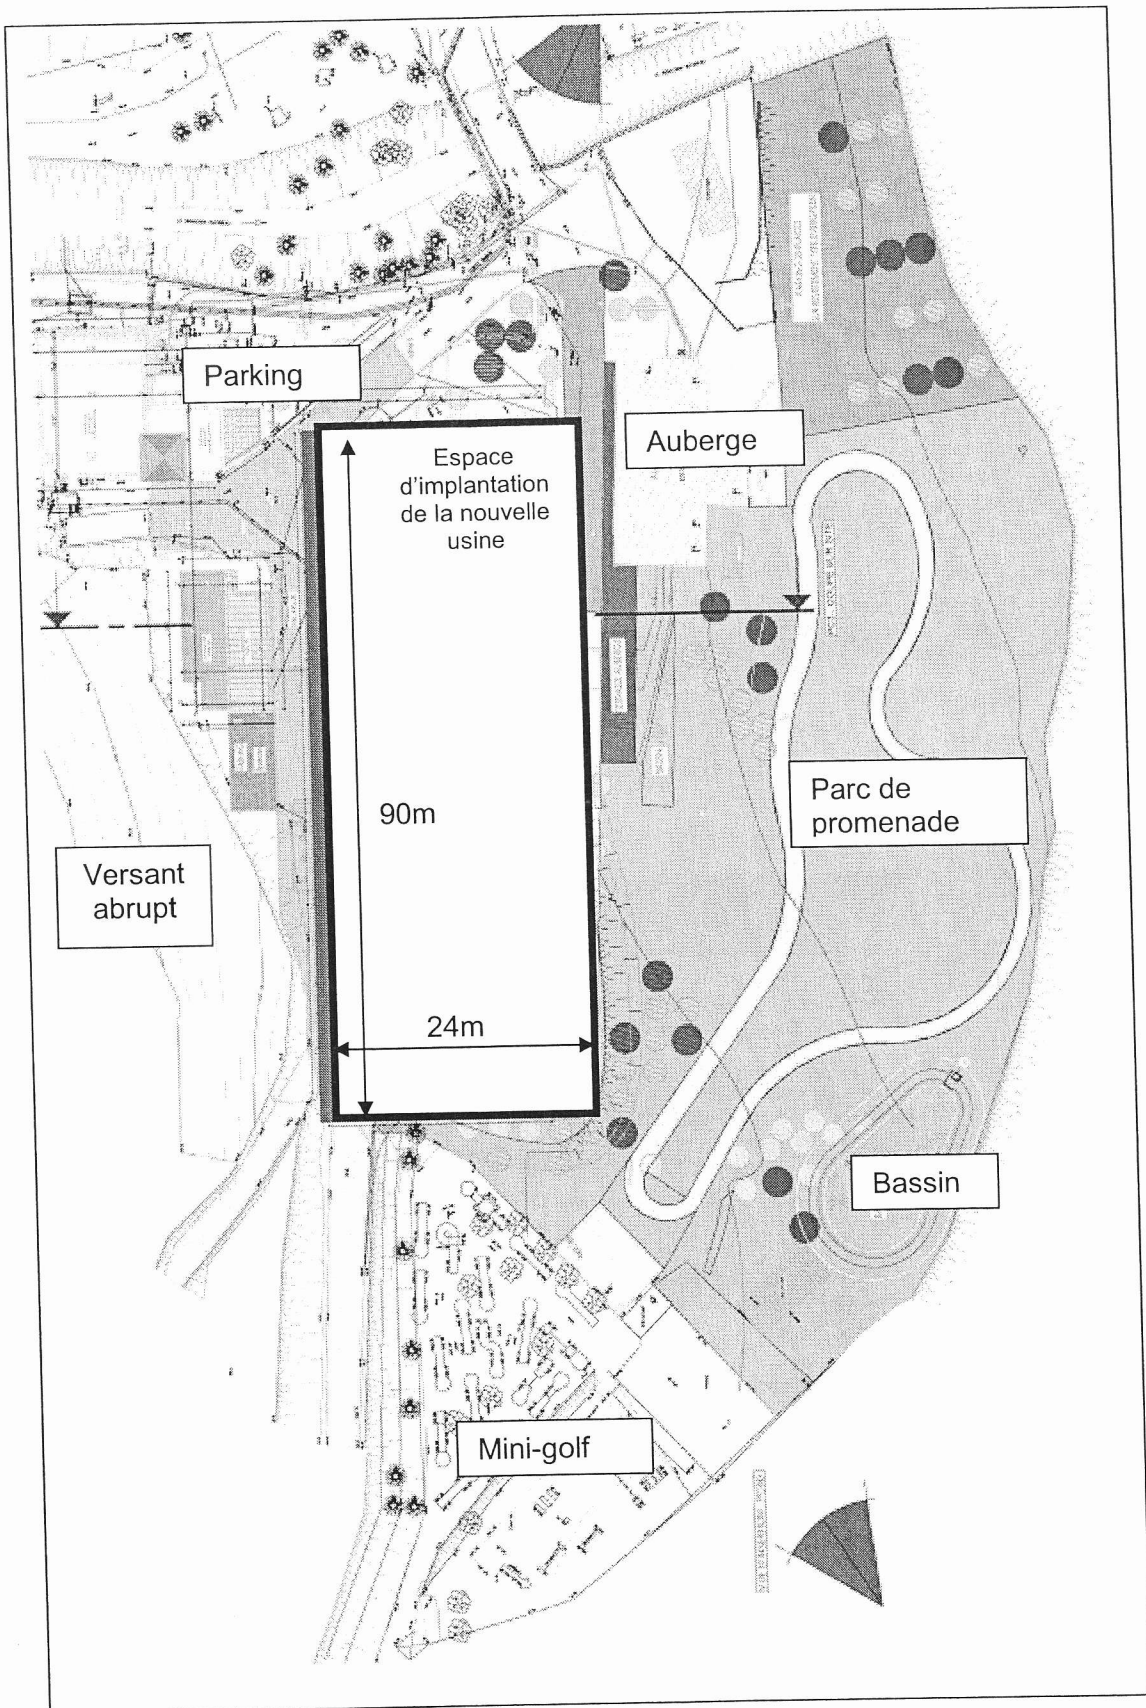 Parking
Auberge
Espace
d'implantation
de la nouvelle
usine
Parc de
promenade
90m
Versant
abrupt
24m
Bassin
Mini-golf